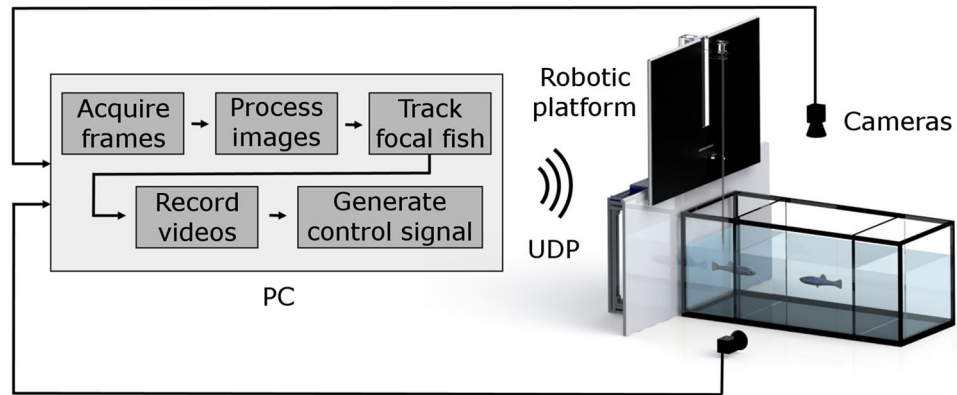 Acquire
frames
Process
images
Track
focal fish
Record
videos
Generate
control signal
PC
UDP
Robotic
platform
Cameras